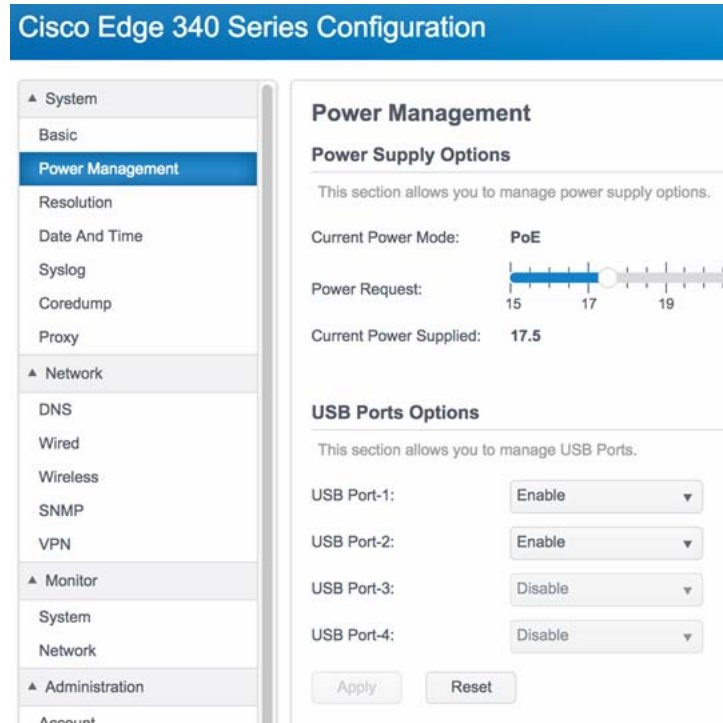 Cisco Edge 340 Series Configuration
System
Basic
Power Management
Resolution
Date And Time
Syslog
Coredump
Proxy
Network
DNS
Wired
Wireless
SNMP
VPN
Monitor
System
Network
Administration
Account
Power Management
Power Supply Options
This section allows you to manage power supply options.
Current Power Mode: PoE
Power Request:
15 17 19
Current Power Supplied: 17.5
USB Ports Options
This section allows you to manage USB Ports.
USB Port-1: Enable
USB Port-2: Enable
USB Port-3: Disable
USB Port-4: Disable
Apply Reset